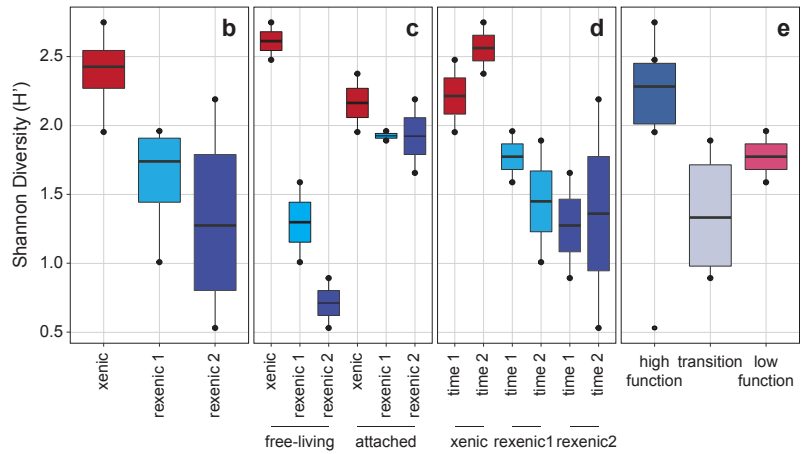 b
c
d
e
Shannon Diversity (H')
2.5
2.0
1.5
1.0
0.5
xenic
rexenic 1
rexenic 2
xenic
rexenic 1
rexenic 2
xenic
rexenic 1
rexenic 2
free-living
attached
time 1
time 2
time 1
time 2
time 1
time 2
xenic
rexenic1
rexenic2
high
function
transition
low
function